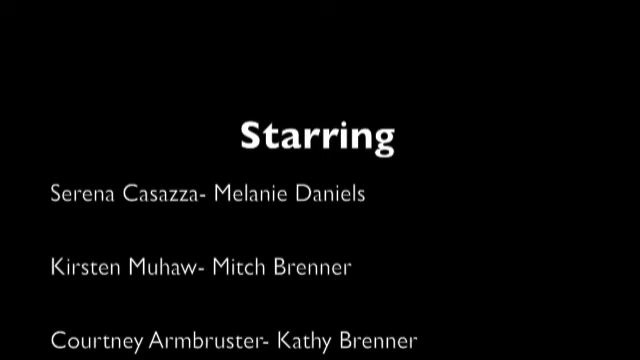 Starring
Serena Casazza- Melanie Daniels
Kirsten Muhaw- Mitch Brenner
Courtney Armbruster- Kathy Brenner